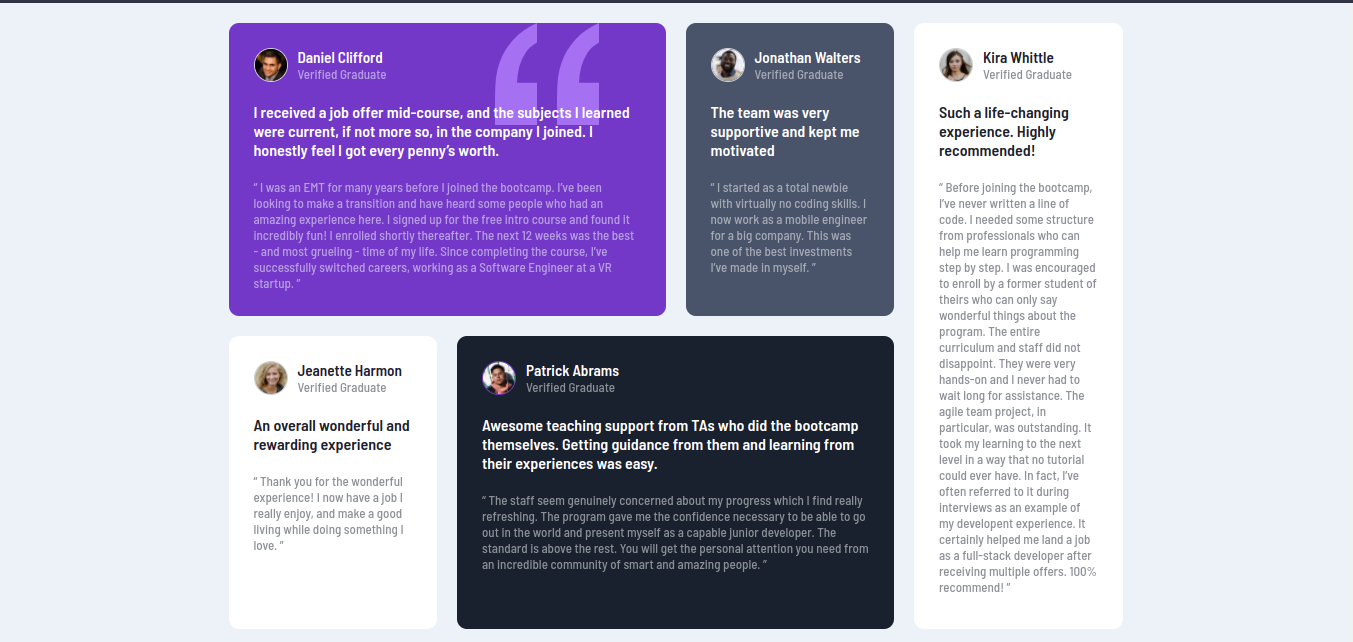 Daniel Clifford
Verified Graduate
I received a job offer mid-course, and the subjects I learned
were current, if not more so, in the company I joined. I
honestly feel I got every penny’s worth.
“ I was an EMT for many years before I joined the bootcamp. I’ve been
looking to make a transition and have heard some people who had an
amazing experience here. I signed up for the free intro course and found it
incredibly fun! I enrolled shortly thereafter. The next 12 weeks was the best
- and most grueling - time of my life. Since completing the course, I’ve
successfully switched careers, working as a Software Engineer at a VR
startup. ”
Jonathan Walters
Verified Graduate
The team was very
supportive and kept me
motivated
“ I started as a total newbie
with virtually no coding skills. I
now work as a mobile engineer
for a big company. This was
one of the best investments
I’ve made in myself. ”
Kira Whittle
Verified Graduate
Such a life-changing
experience. Highly
recommended!
“ Before joining the bootcamp,
I’ve never written a line of
code. I needed some structure
from professionals who can
help me learn programming
step by step. I was encouraged
to enroll by a former student of
theirs who can only say
wonderful things about the
program. The entire
curriculum and staff did not
disappoint. They were very
hands-on and I never had to
wait long for assistance. The
agile team project, in
particular, was outstanding. It
took my learning to the next
level in a way that no tutorial
could ever have. In fact, I’ve
often referred to it during
interviews as an example of
my developent experience. It
certainly helped me land a job
as a full-stack developer after
receiving multiple offers. 100%
recommend! ”
Jeanette Harmon
Verified Graduate
An overall wonderful and
rewarding experience
“ Thank you for the wonderful
experience! I now have a job I
really enjoy, and make a good
living while doing something I
love. ”
Patrick Abrams
Verified Graduate
Awesome teaching support from TAs who did the bootcamp
themselves. Getting guidance from them and learning from
their experiences was easy.
“ The staff seem genuinely concerned about my progress which I find really
refreshing. The program gave me the confidence necessary to be able to go
out in the world and present myself as a capable junior developer. The
standard is above the rest. You will get the personal attention you need from
an incredible community of smart and amazing people. ”